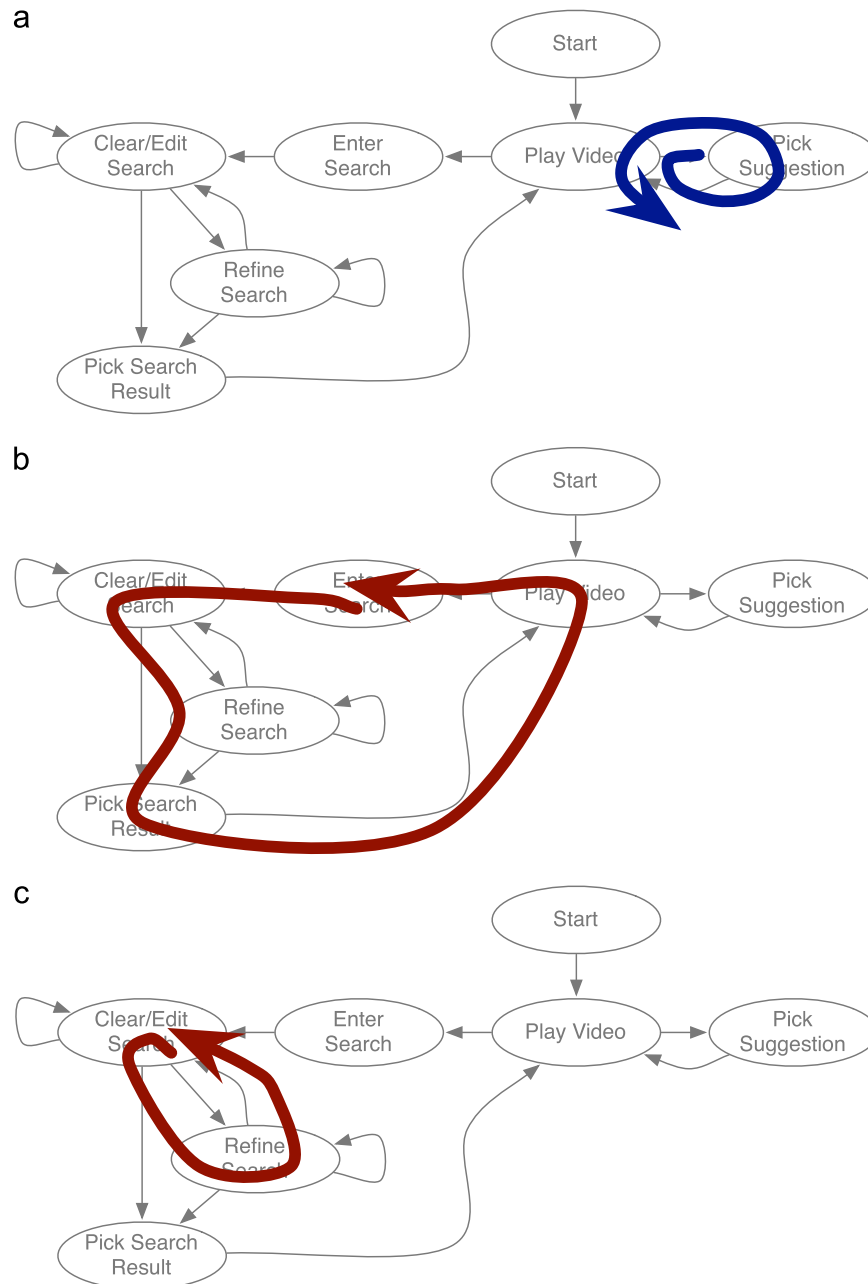 a
Start
Clear/Edit
Search
Enter
Search
Play Video
Pick
Suggestion
Refine
Search
Pick Search
Result
b
Start
Clear/Edit
Search
Enter
Search
Play Video
Pick
Suggestion
Refine
Search
Pick Search
Result
c
Start
Clear/Edit
Search
Enter
Search
Play Video
Pick
Suggestion
Refine
Search
Pick Search
Result